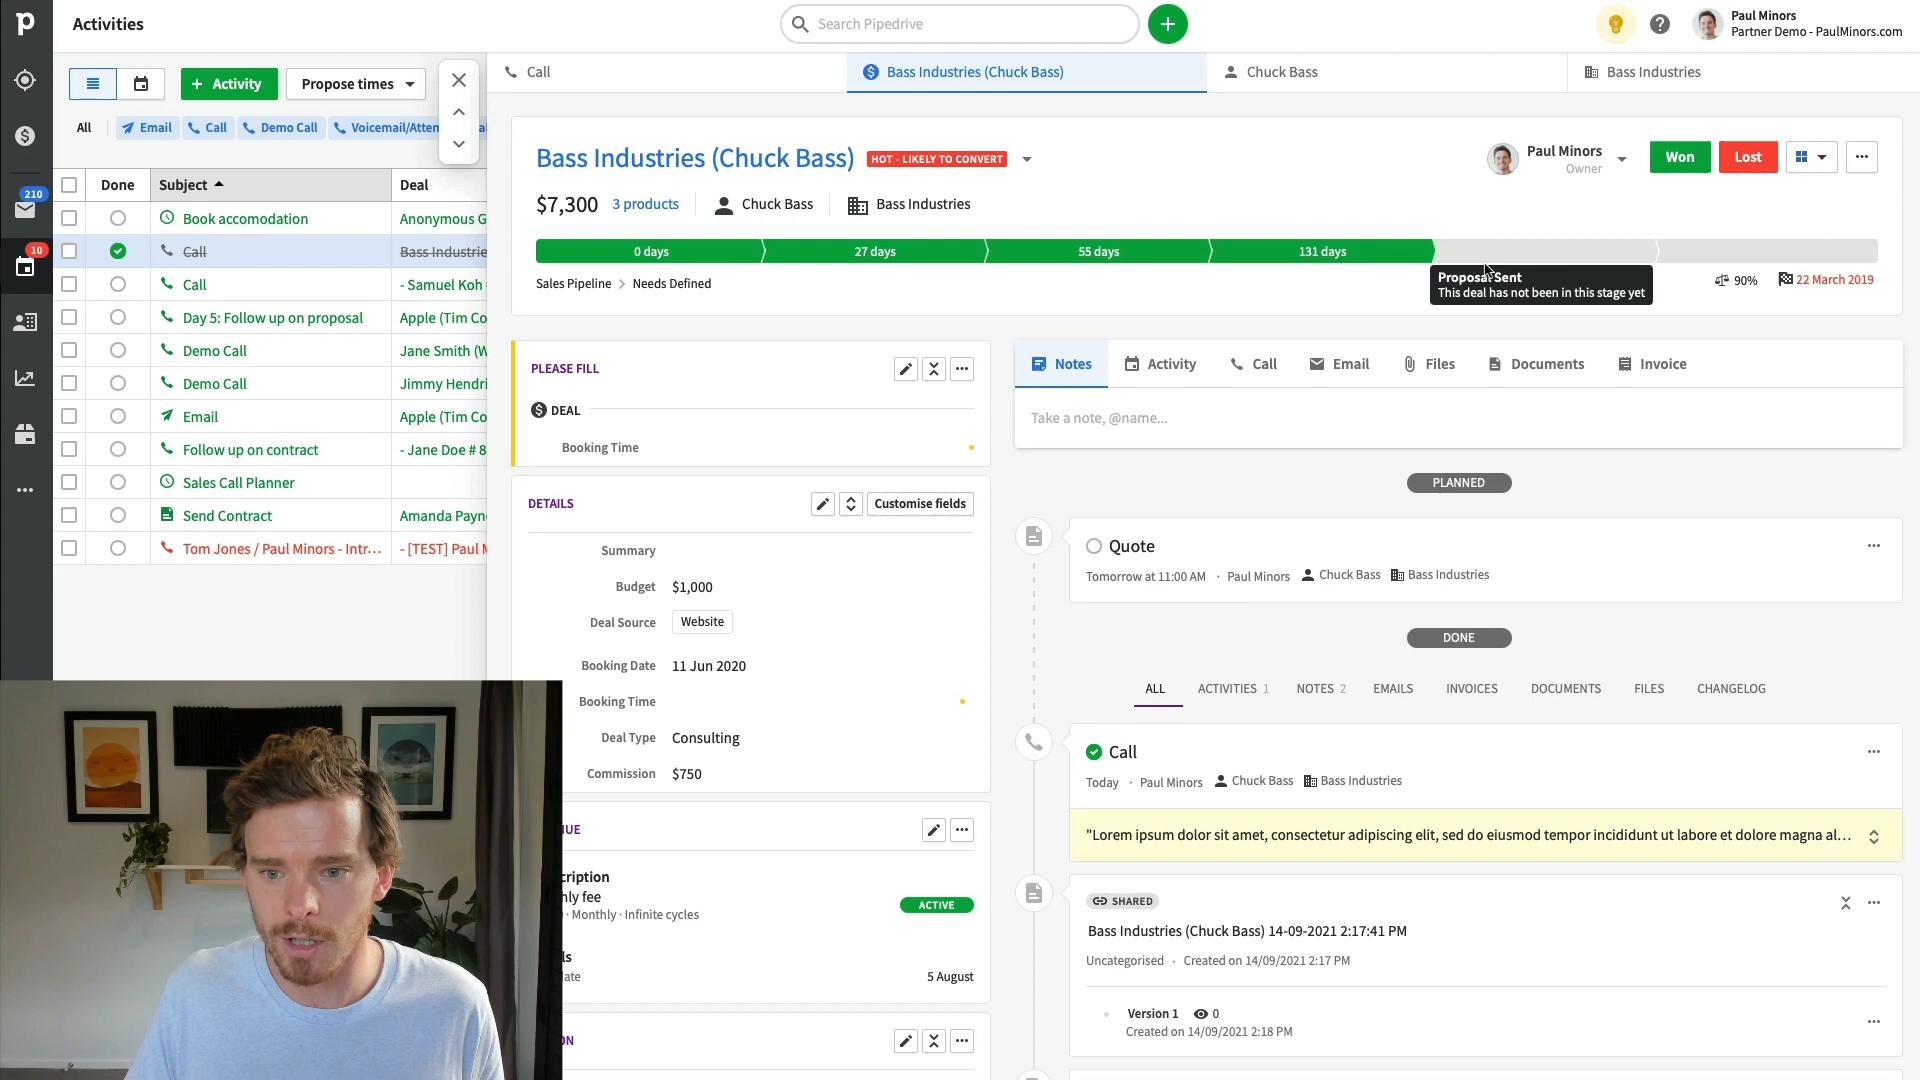 p
Activities
Search Pipedrive
Paul Minors
Partner Demo - PaulMinors.com
+ Activity
Propose times
All
Email
Call
Demo Call
Voicemail/Attem
Done
Subject
Deal
Book accomodation
Anonymous G
Call
Bass Industrie
Call
- Samuel Koh
Day 5: Follow up on proposal
Apple (Tim Co
Demo Call
Jane Smith (W
Demo Call
Jimmy Hendri
Email
Apple (Tim Co
Follow up on contract
- Jane Doe # 8
Sales Call Planner
Send Contract
Amanda Payn
Tom Jones / Paul Minors - Intr...
- [TEST] Paul M
210
10
Call
Bass Industries (Chuck Bass)
Chuck Bass
Bass Industries
Bass Industries (Chuck Bass)
HOT - LIKELY TO CONVERT
Paul Minors
Owner
Won
Lost
$7,300
3 products
Chuck Bass
Bass Industries
0 days
27 days
55 days
131 days
Sales Pipeline > Needs Defined
Proposal Sent
This deal has not been in this stage yet
90%
22 March 2019
PLEASE FILL
DEAL
Booking Time
DETAILS
Customise fields
Summary
Budget $1,000
Deal Source Website
Booking Date 11 Jun 2020
Booking Time
Deal Type Consulting
Commission $750
NUE
cription
hly fee
· Monthly · Infinite cycles
ACTIVE
ls
ate
5 August
ON
Notes
Activity
Call
Email
Files
Documents
Invoice
Take a note, @name...
PLANNED
Quote
Tomorrow at 11:00 AM · Paul Minors Chuck Bass Bass Industries
DONE
ALL
ACTIVITIES 1
NOTES 2
EMAILS
INVOICES
DOCUMENTS
FILES
CHANGELOG
Call
Today · Paul Minors Chuck Bass Bass Industries
"Lorem ipsum dolor sit amet, consectetur adipiscing elit, sed do eiusmod tempor incididunt ut labore et dolore magna al...
SHARED
Bass Industries (Chuck Bass) 14-09-2021 2:17:41 PM
Uncategorised · Created on 14/09/2021 2:17 PM
Version 1 0
Created on 14/09/2021 2:18 PM